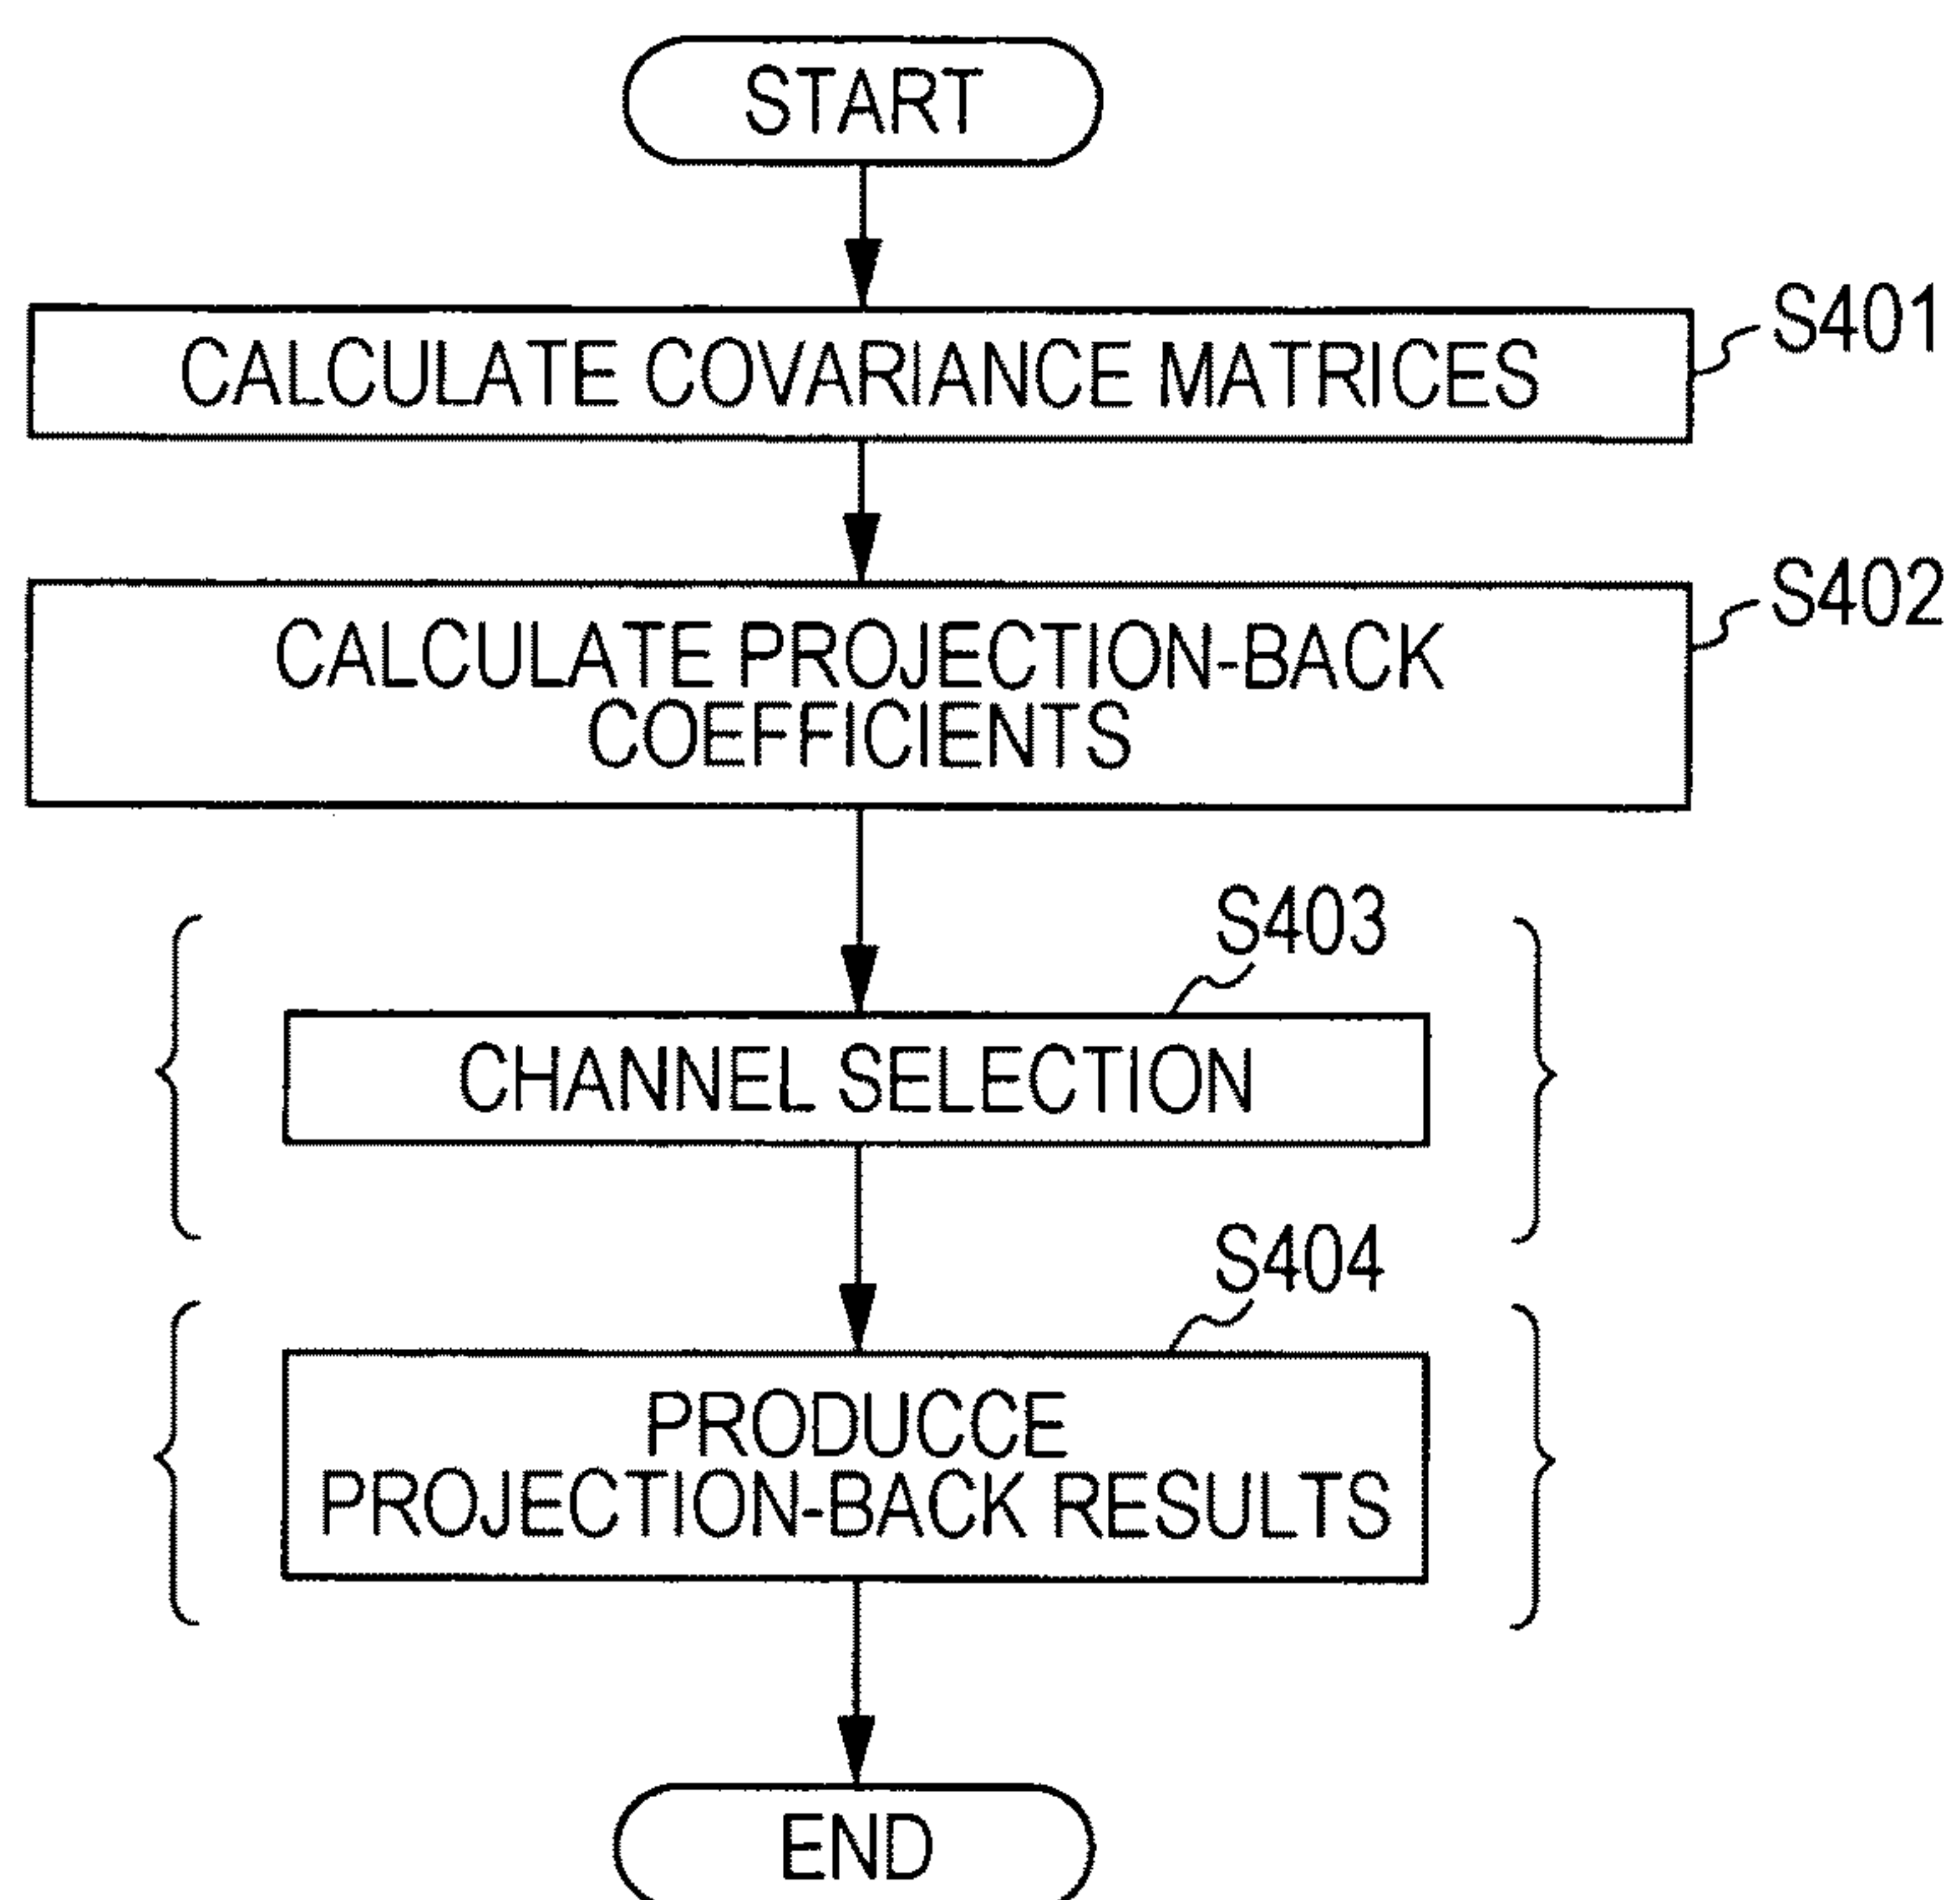 START
CALCULATE COVARIANCE MATRICES
S401
CALCULATE PROJECTION-BACK
COEFFICIENTS
S402
S403
CHANNEL SELECTION
S404
PRODUCCE
PROJECTION-BACK RESULTS
END